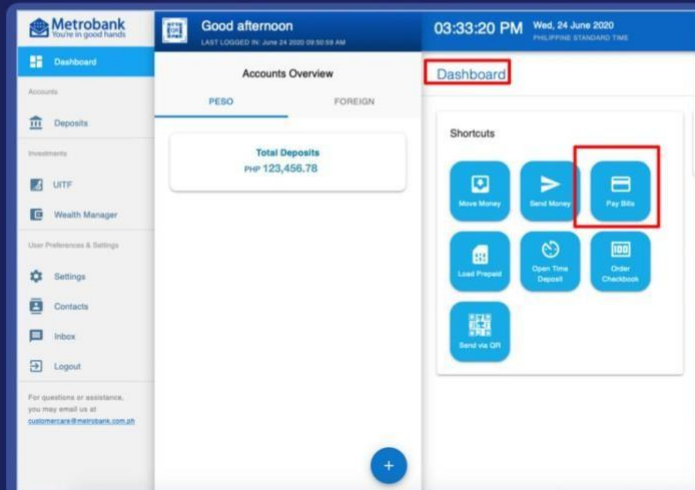 Metrobank
You're in good hands
Dashboard
Accounts
Deposits
Investments
UITF
Wealth Manager
User Preferences & Settings
Settings
Contacts
Inbox
Logout
For questions or assistance,
you may email us at
customercare@metrobank.com.ph
Good afternoon
LAST LOGGED IN: June 24 2020 09:50:59 AM
Accounts Overview
PESO
FOREIGN
Total Deposits
PHP 123,456.78
+
03:33:20 PM
Wed, 24 June 2020
PHILIPPINE STANDARD TIME
Dashboard
Shortcuts
Move Money
Send Money
Pay Bills
Load Prepaid
Open Time
Deposit
100
Order
Checkbook
Send via QR